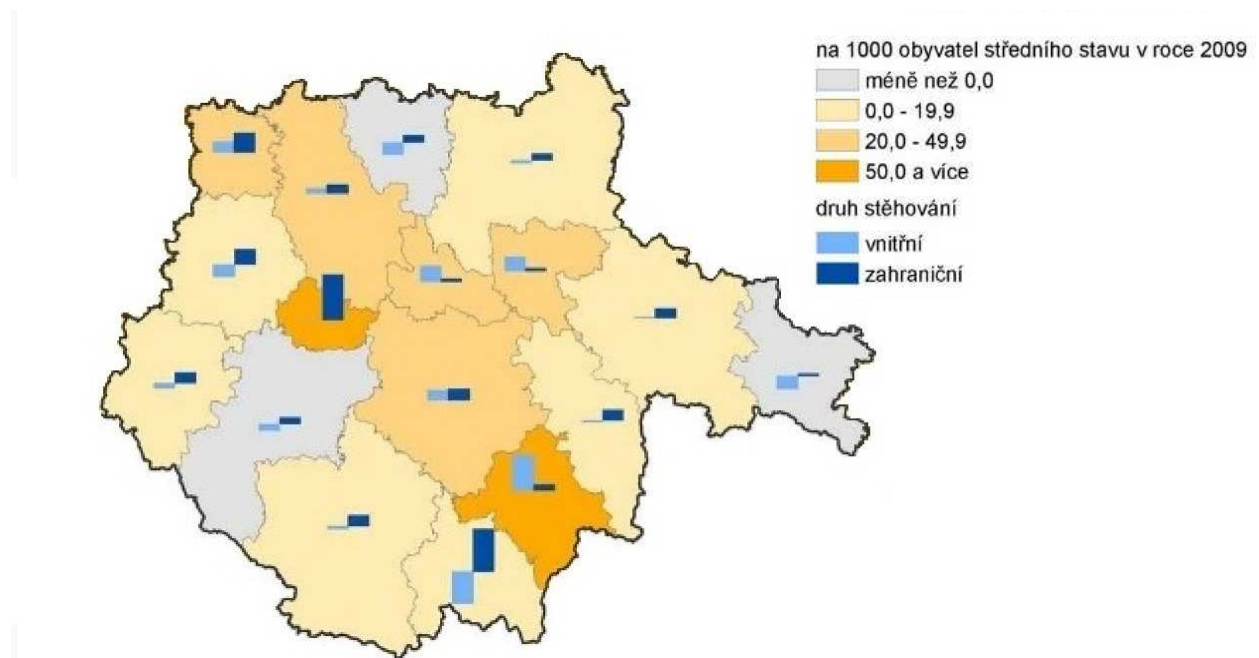 na 1000 obyvatel středního stavu v roce 2009
méně než 0,0
0,0 - 19,9
20,0 - 49,9
50,0 a více
druh stěhování
vnitřní
zahraniční